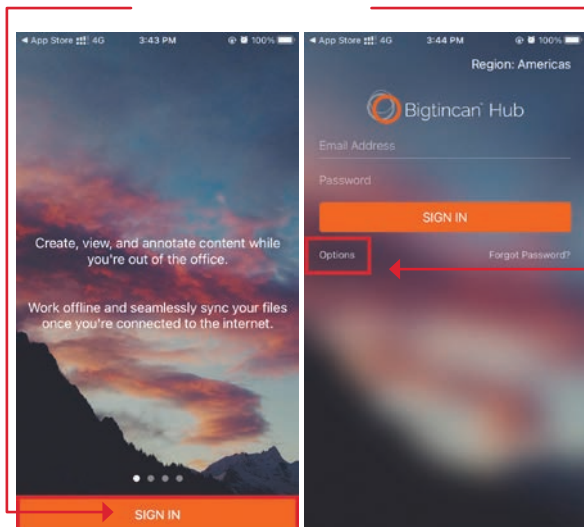 App Store 4G 3:43 PM 100%
Create, view, and annotate content while
you're out of the office.
Work offline and seamlessly sync your files
once you're connected to the internet.
SIGN IN
App Store 4G 3:44 PM 100%
Region: Americas
Bigtincan™ Hub
Email Address
Password
SIGN IN
Options Forgot Password?